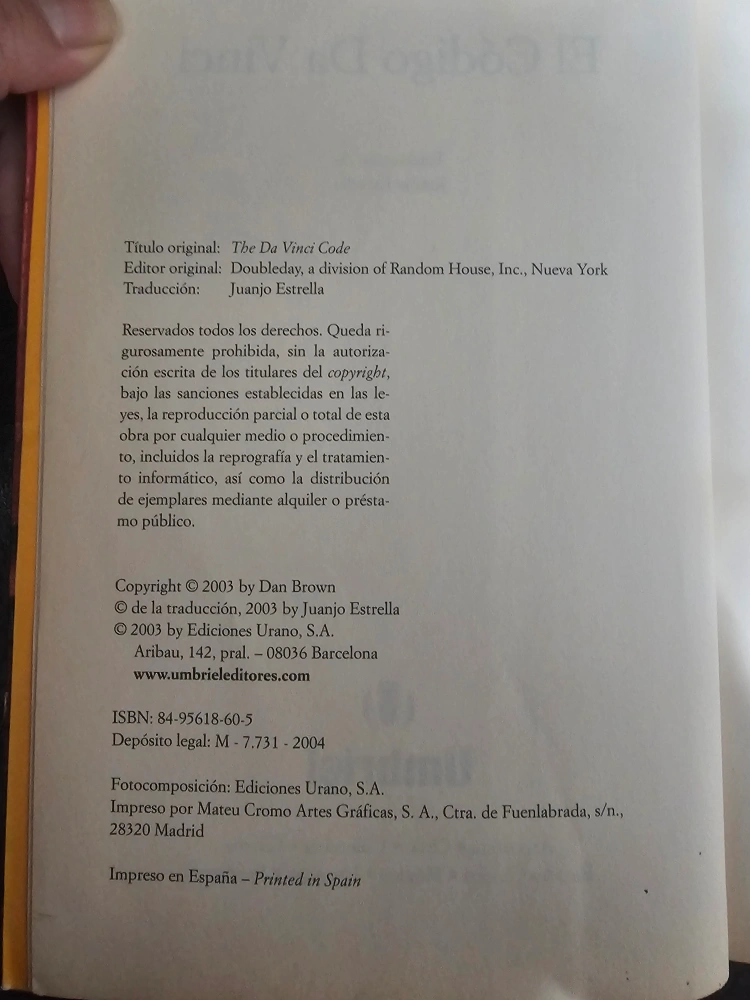 Título original: The Da Vinci Code
Editor original: Doubleday, a division of Random House, Inc., Nueva York
Traducción: Juanjo Estrella
Reservados todos los derechos. Queda ri-
gurosamente prohibida, sin la autoriza-
ción escrita de los titulares del copyright,
bajo las sanciones establecidas en las le-
yes, la reproducción parcial o total de esta
obra por cualquier medio o procedimien-
to, incluidos la reprografía y el tratamien-
to informático, así como la distribución
de ejemplares mediante alquiler o présta-
mo público.
Copyright © 2003 by Dan Brown
© de la traducción, 2003 by Juanjo Estrella
© 2003 by Ediciones Urano, S.A.
Aribau, 142, pral. – 08036 Barcelona
www.umbrieleditores.com
ISBN: 84-95618-60-5
Depósito legal: M - 7.731 - 2004
Fotocomposición: Ediciones Urano, S.A.
Impreso por Mateu Cromo Artes Gráficas, S. A., Ctra. de Fuenlabrada, s/n.,
28320 Madrid
Impreso en España – Printed in Spain